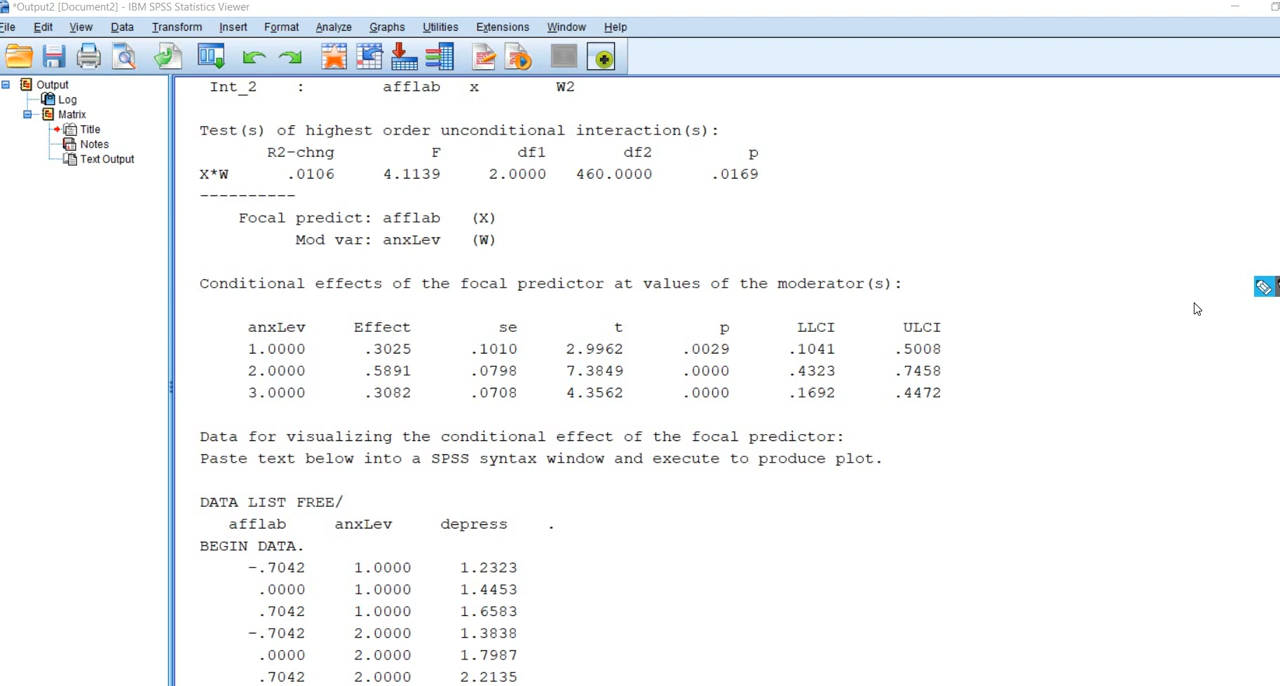 *Output2 [Document2] - IBM SPSS Statistics Viewer
File Edit View Data Transform Insert Format Analyze Graphs Utilities Extensions Window Help
Output
Log
Matrix
Title
Notes
Text Output
Int_2 : afflab x W2
Test(s) of highest order unconditional interaction(s):
R2-chng F df1 df2 p
X*W .0106 4.1139 2.0000 460.0000 .0169
----------
Focal predict: afflab (X)
Mod var: anxLev (W)
Conditional effects of the focal predictor at values of the moderator(s):
anxLev Effect se t p LLCI ULCI
1.0000 .3025 .1010 2.9962 .0029 .1041 .5008
2.0000 .5891 .0798 7.3849 .0000 .4323 .7458
3.0000 .3082 .0708 4.3562 .0000 .1692 .4472
Data for visualizing the conditional effect of the focal predictor:
Paste text below into a SPSS syntax window and execute to produce plot.
DATA LIST FREE/
afflab anxLev depress .
BEGIN DATA.
-.7042 1.0000 1.2323
.0000 1.0000 1.4453
.7042 1.0000 1.6583
-.7042 2.0000 1.3838
.0000 2.0000 1.7987
.7042 2.0000 2.2135